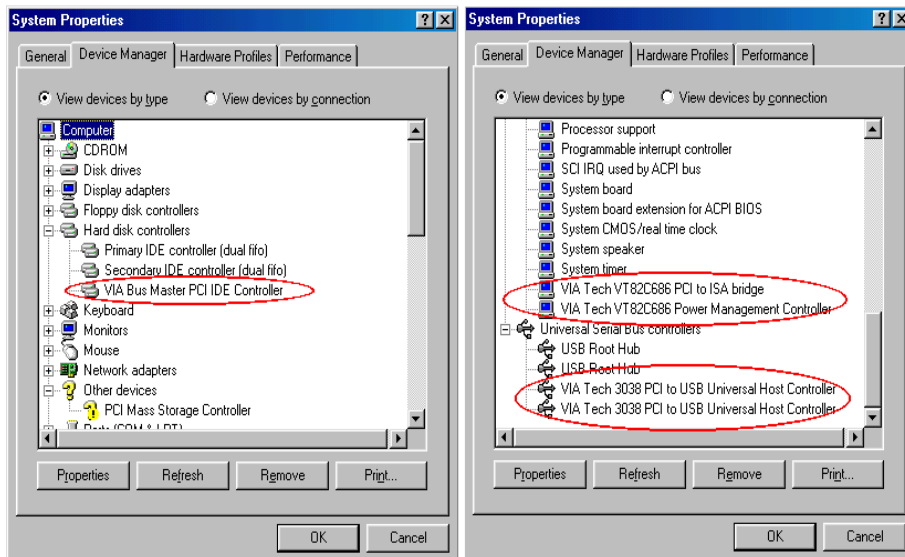 System Properties
General Device Manager Hardware Profiles Performance
View devices by type View devices by connection
Computer
CDROM
Disk drives
Display adapters
Floppy disk controllers
Hard disk controllers
Primary IDE controller (dual fifo)
Secondary IDE controller (dual fifo)
VIA Bus Master PCI IDE Controller
Keyboard
Monitors
Mouse
Network adapters
Other devices
PCI Mass Storage Controller
Ports (COM & LPT)
Properties Refresh Remove Print...
OK Cancel
System Properties
General Device Manager Hardware Profiles Performance
View devices by type View devices by connection
Processor support
Programmable interrupt controller
SCI IRQ used by ACPI bus
System board
System board extension for ACPI BIOS
System CMOS/real time clock
System speaker
System timer
VIA Tech VT82C686 PCI to ISA bridge
VIA Tech VT82C686 Power Management Controller
Universal Serial Bus controllers
USB Root Hub
USB Root Hub
VIA Tech 3038 PCI to USB Universal Host Controller
VIA Tech 3038 PCI to USB Universal Host Controller
Properties Refresh Remove Print...
OK Cancel